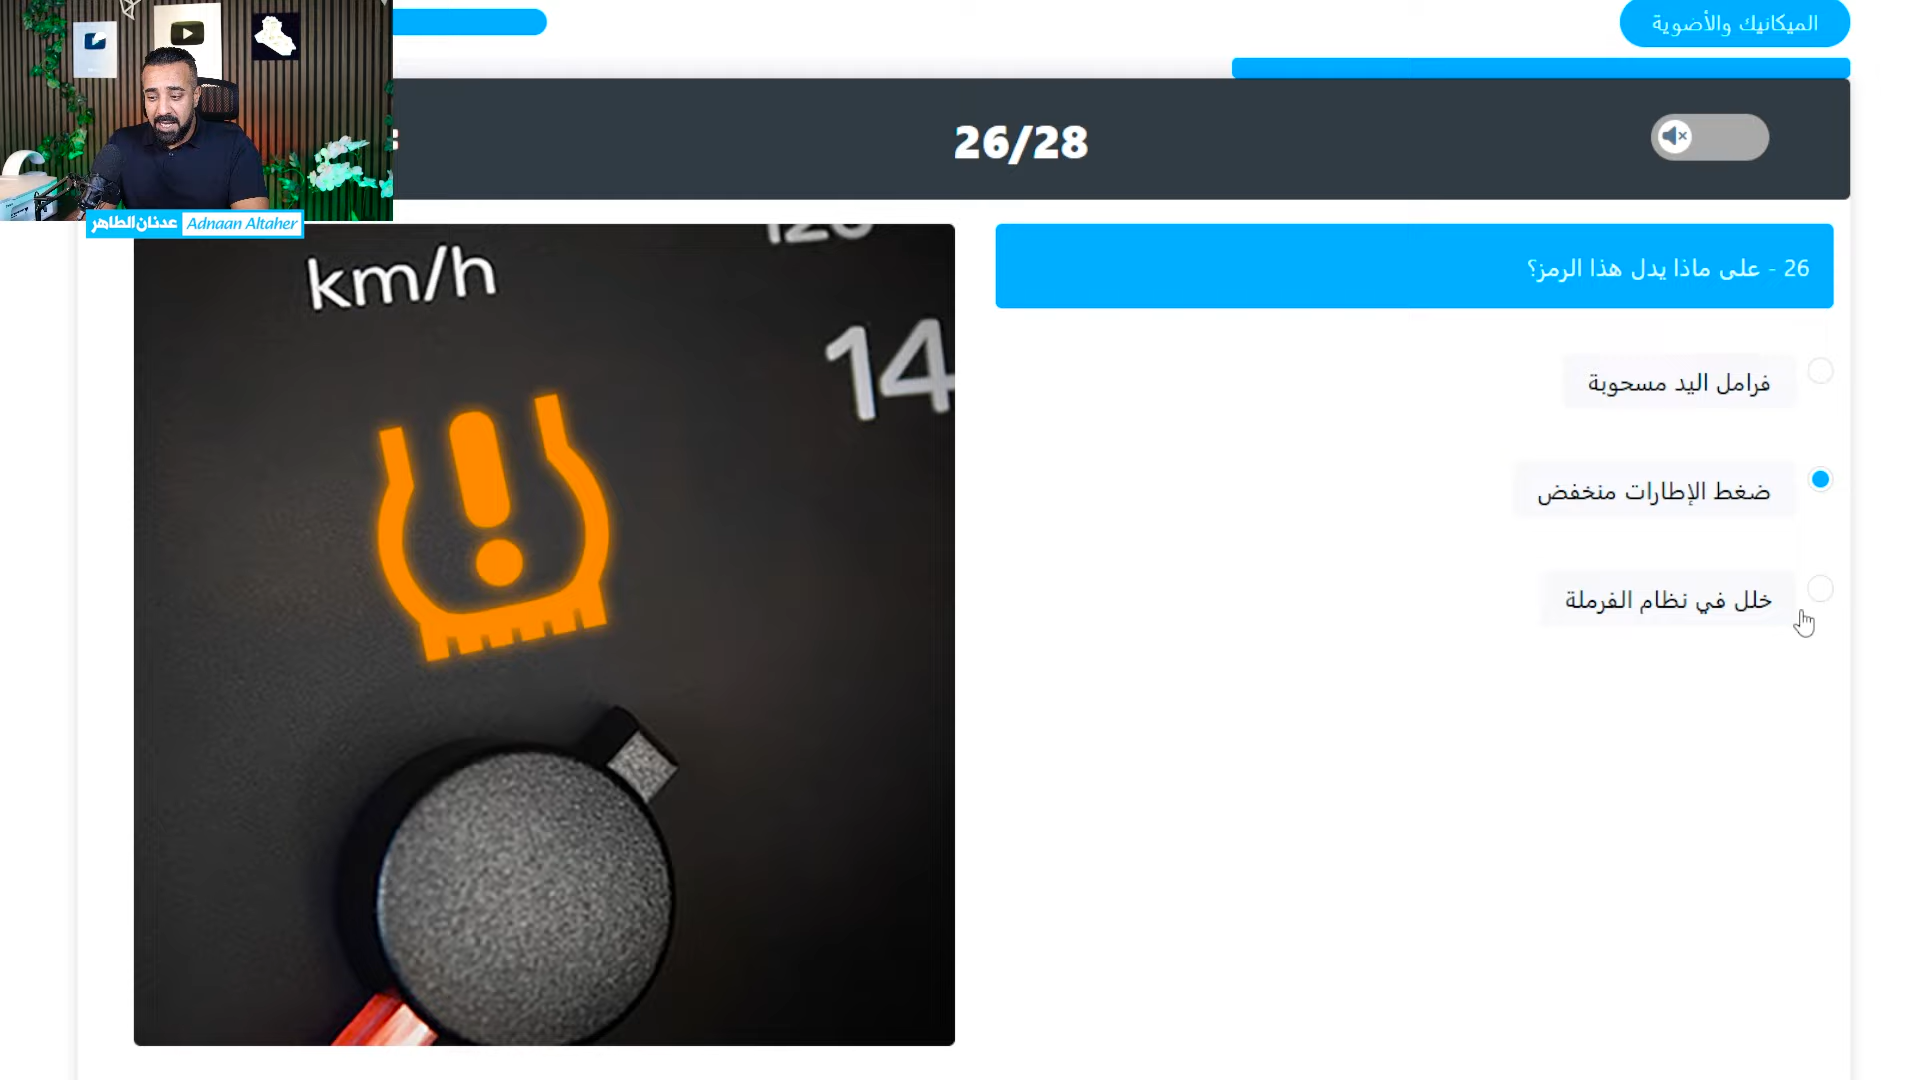 الميكانيك والأضوية
26/28
عدنان الطاهر Adnaan Altaher
26 - على ماذا يدل هذا الرمز؟
فرامل اليد مسحوبة
ضغط الإطارات منخفض
خلل في نظام الفرملة
km/h
14